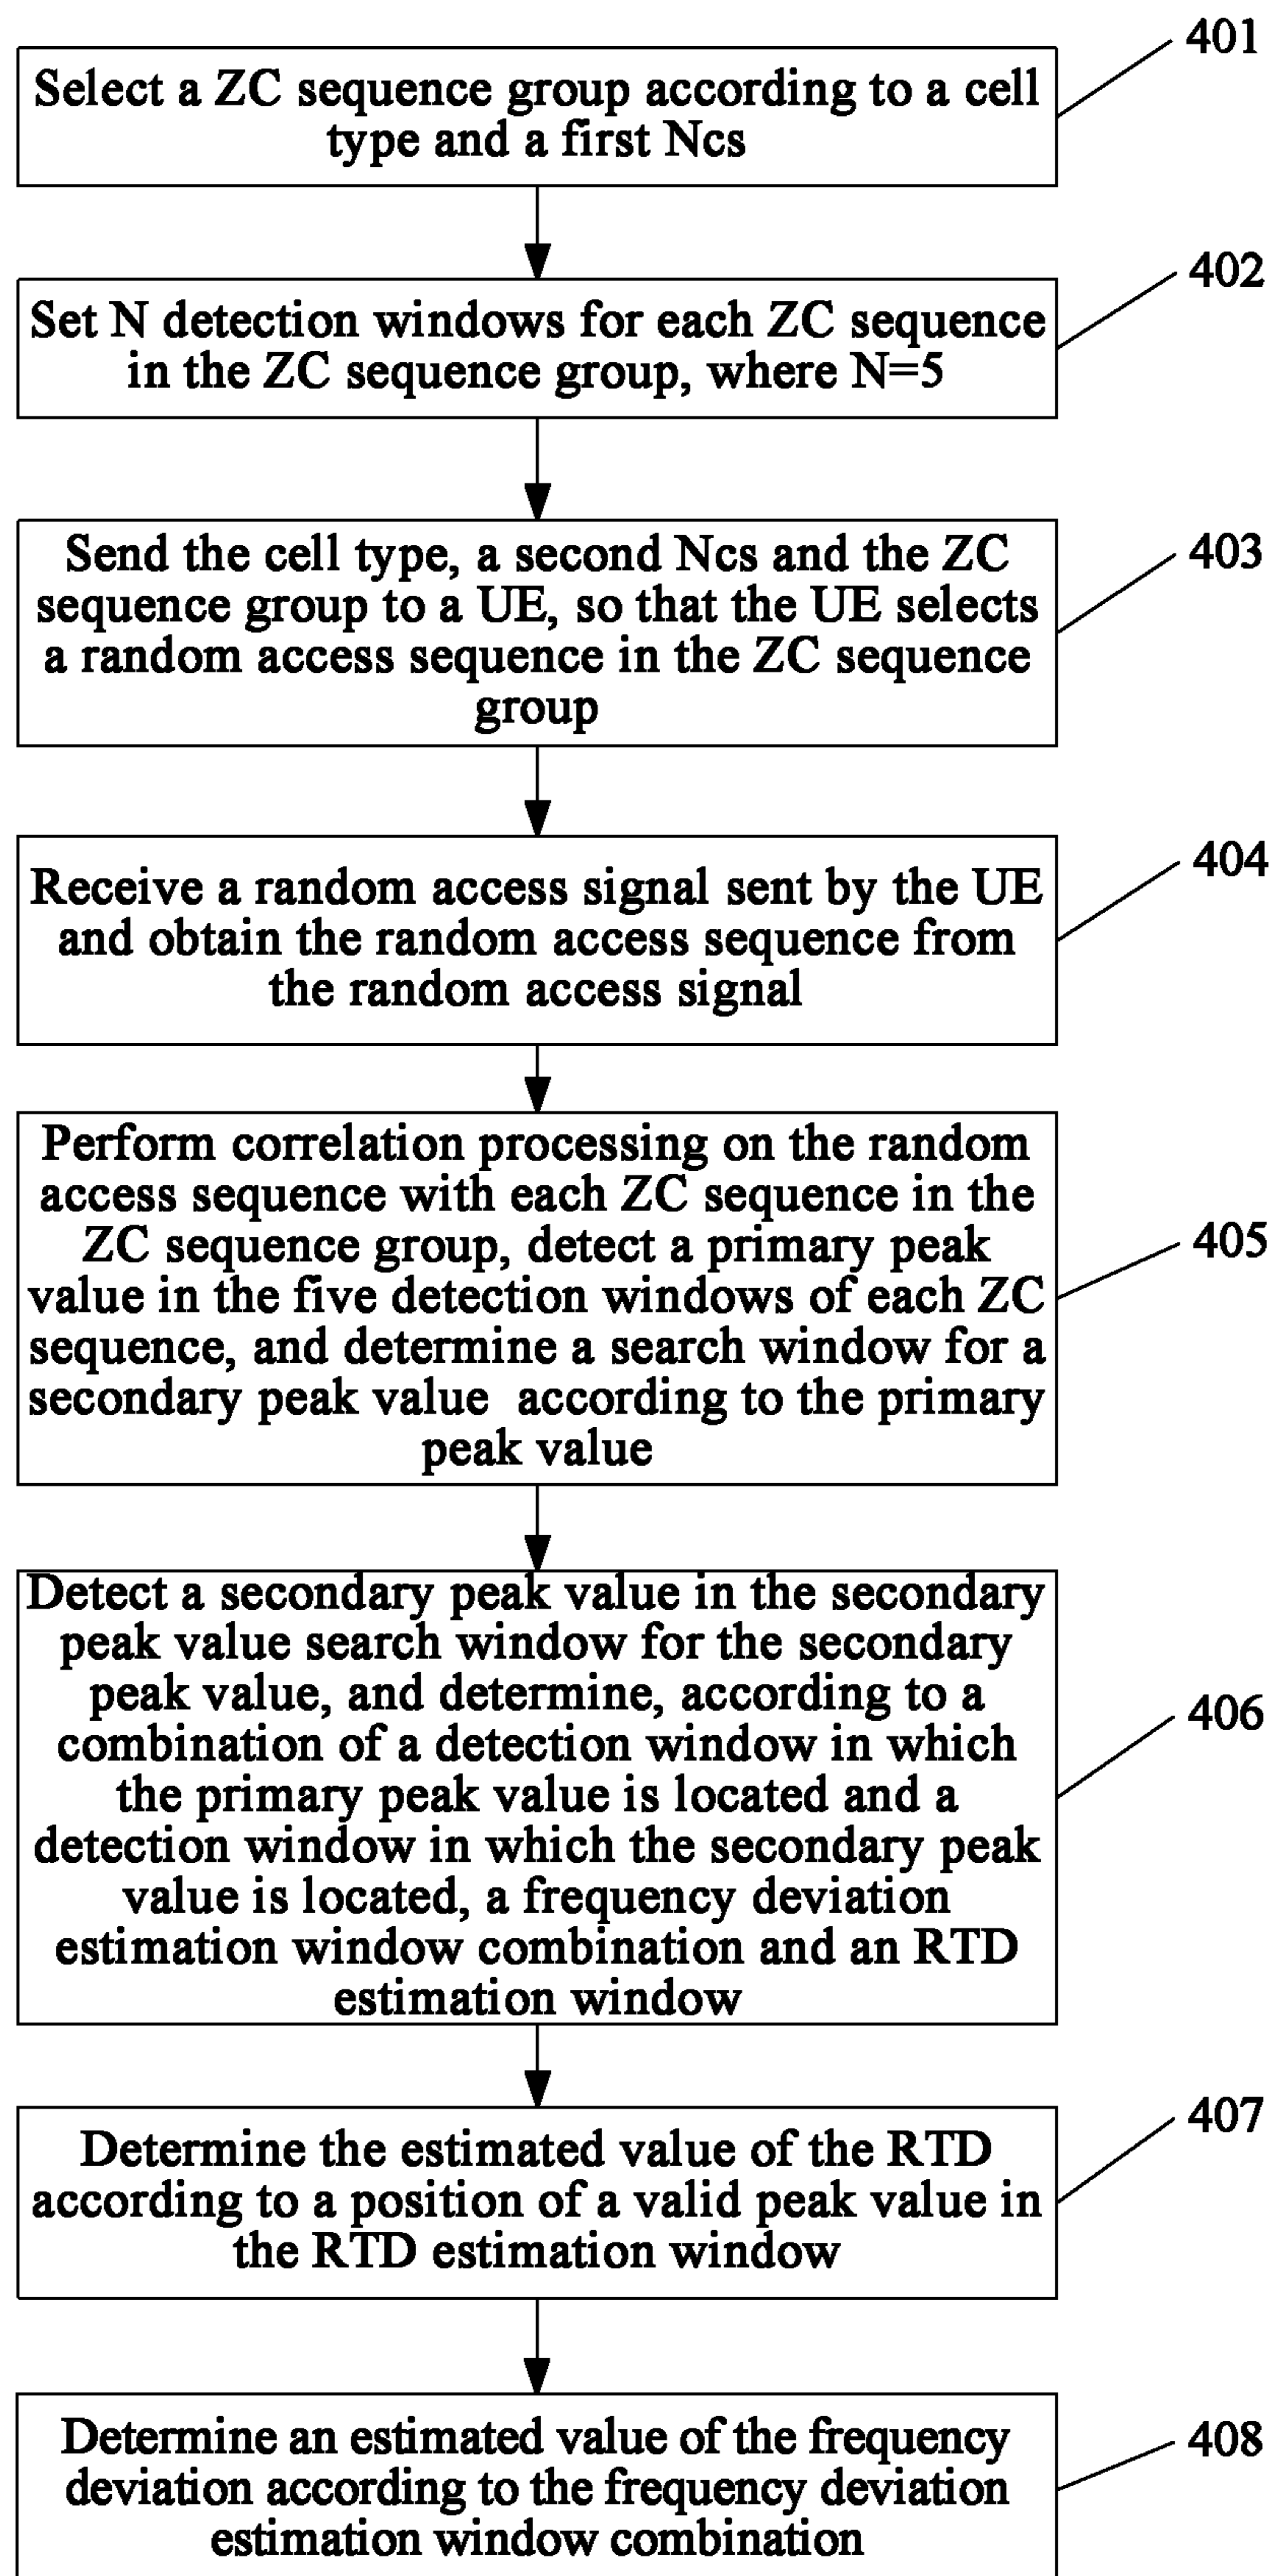 401
Select a ZC sequence group according to a cell
type and a first Ncs
402
Set N detection windows for each ZC sequence
in the ZC sequence group, where N=5
403
Send the cell type, a second Ncs and the ZC
sequence group to a UE, so that the UE selects
a random access sequence in the ZC sequence
group
404
Receive a random access signal sent by the UE
and obtain the random access sequence from
the random access signal
405
Perform correlation processing on the random
access sequence with each ZC sequence in the
ZC sequence group, detect a primary peak
value in the five detection windows of each ZC
sequence, and determine a search window for a
secondary peak value according to the primary
peak value
406
Detect a secondary peak value in the secondary
peak value search window for the secondary
peak value, and determine, according to a
combination of a detection window in which
the primary peak value is located and a
detection window in which the secondary peak
value is located, a frequency deviation
estimation window combination and an RTD
estimation window
407
Determine the estimated value of the RTD
according to a position of a valid peak value in
the RTD estimation window
408
Determine an estimated value of the frequency
deviation according to the frequency deviation
estimation window combination